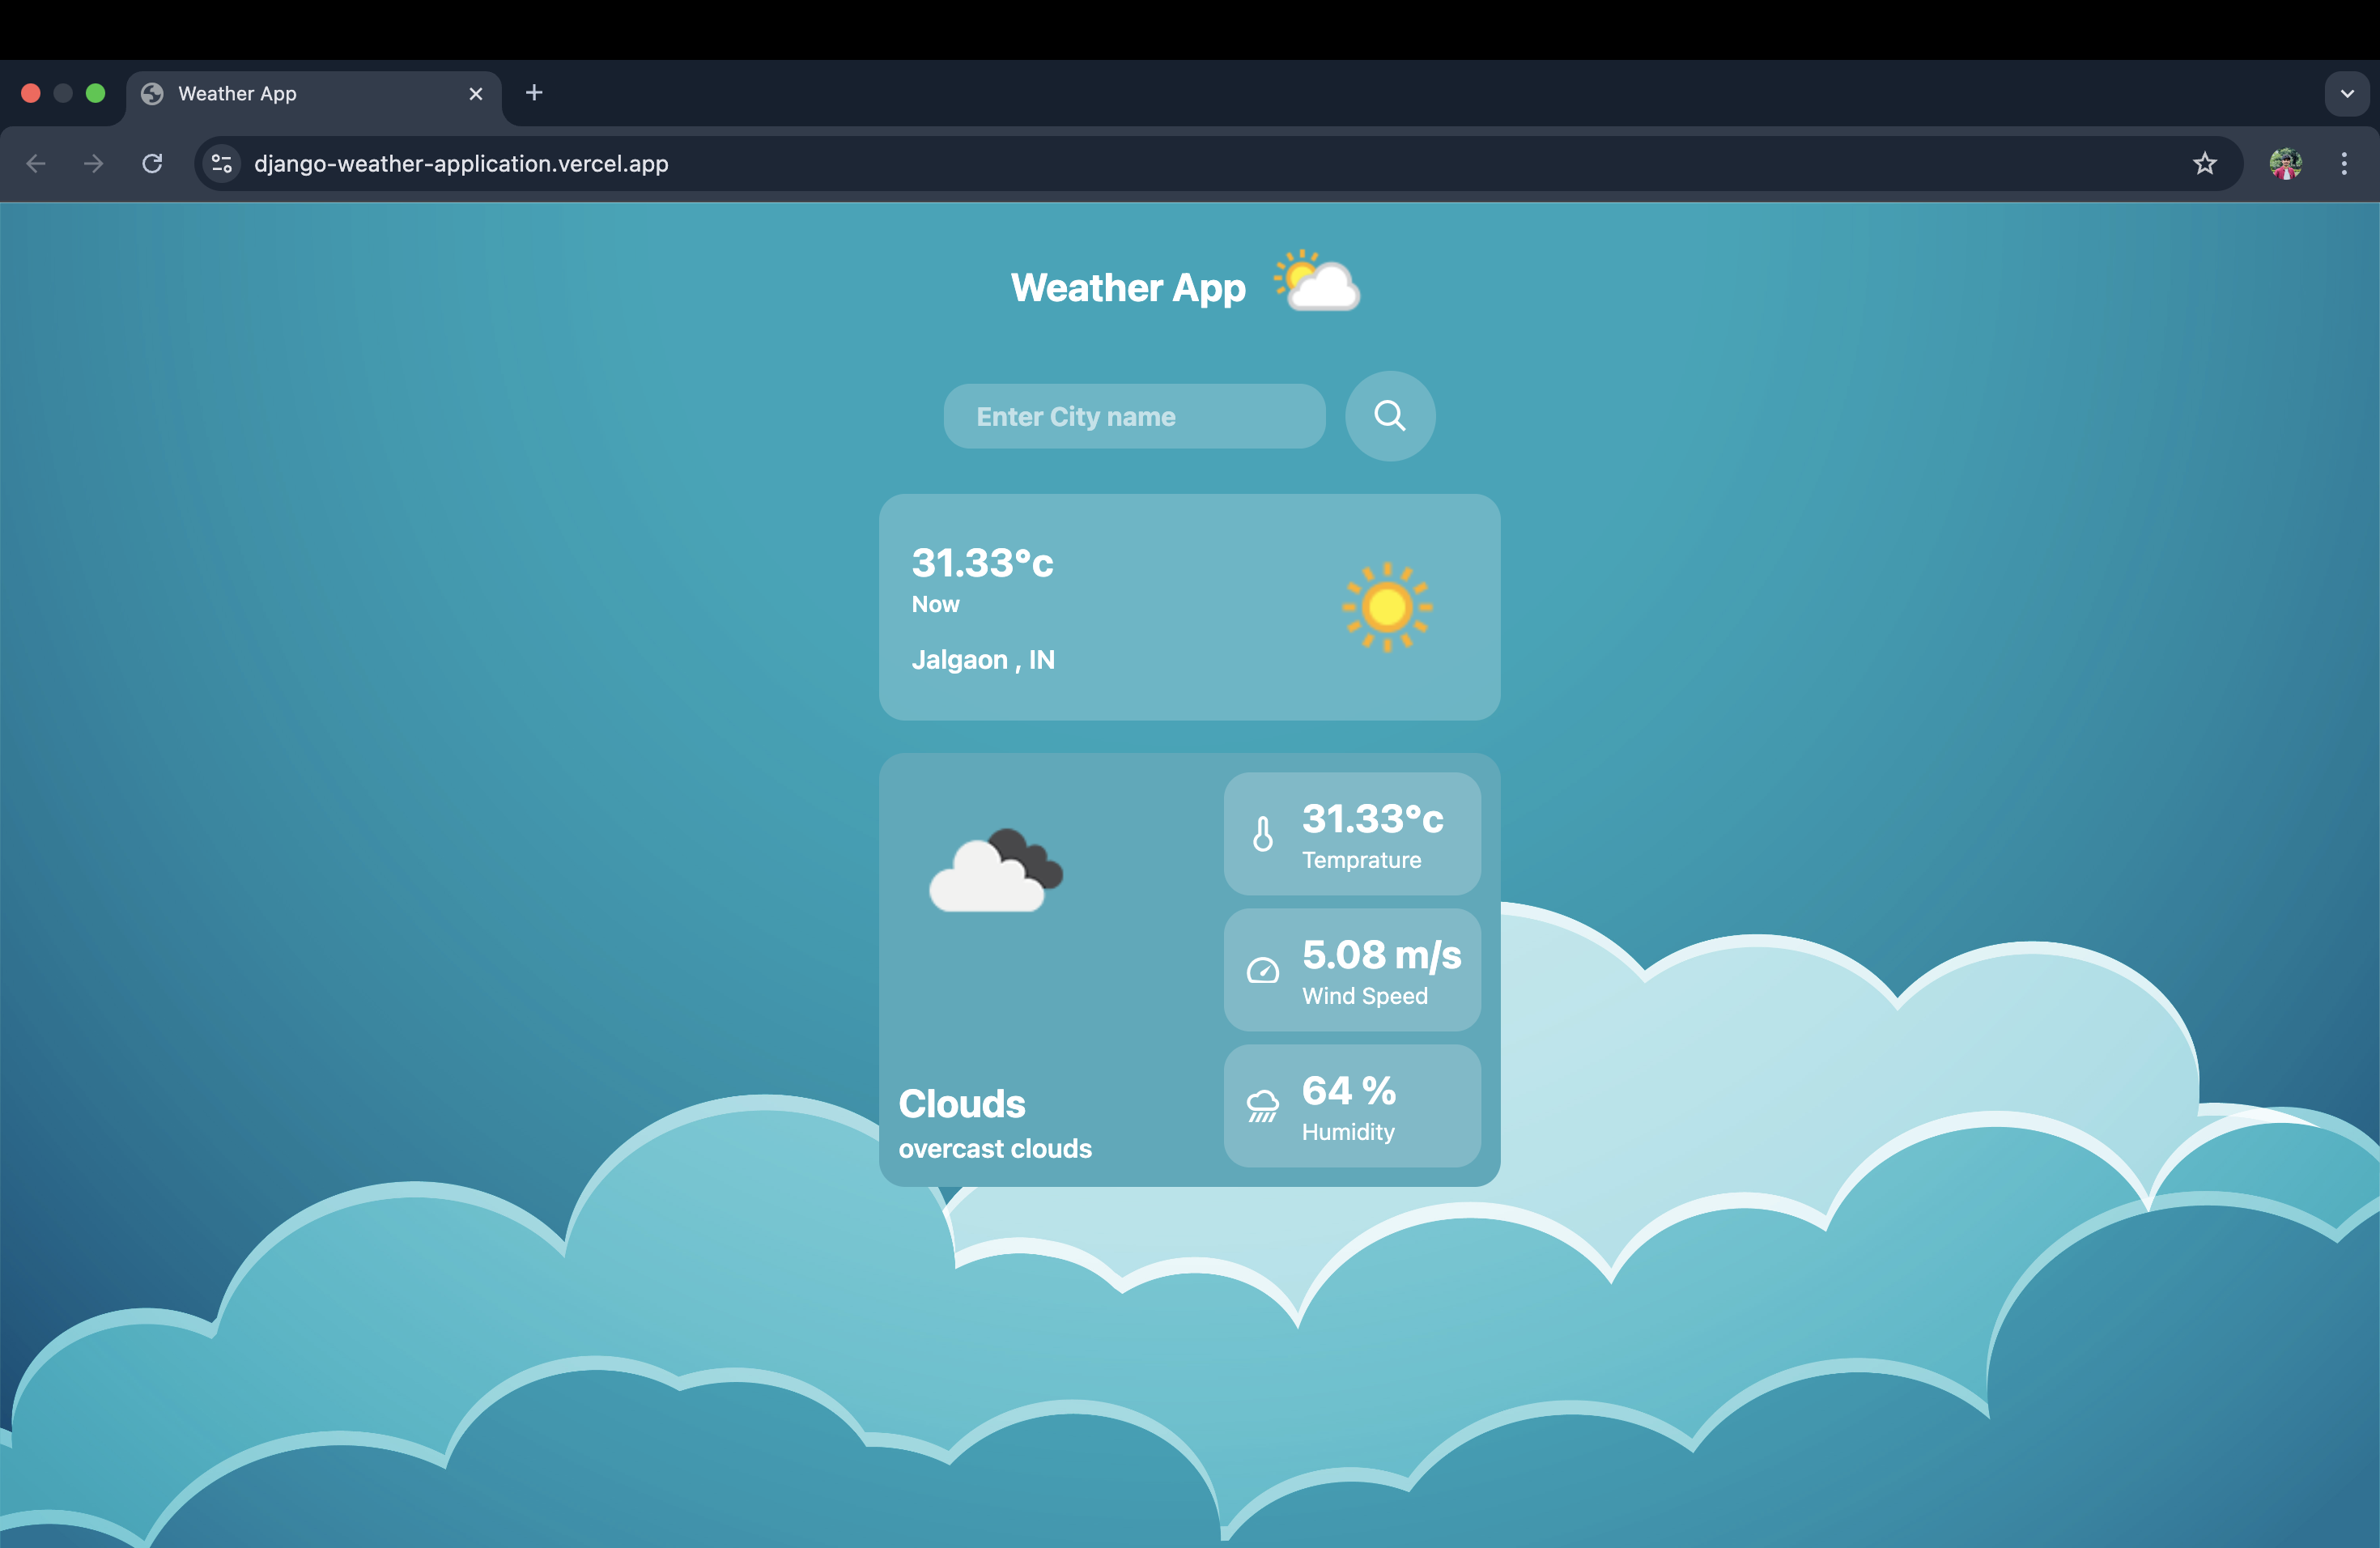 Weather App
django-weather-application.vercel.app
Weather App
Enter City name
31.33°c
Now
Jalgaon , IN
31.33°c
Temprature
5.08 m/s
Wind Speed
64 %
Humidity
Clouds
overcast clouds